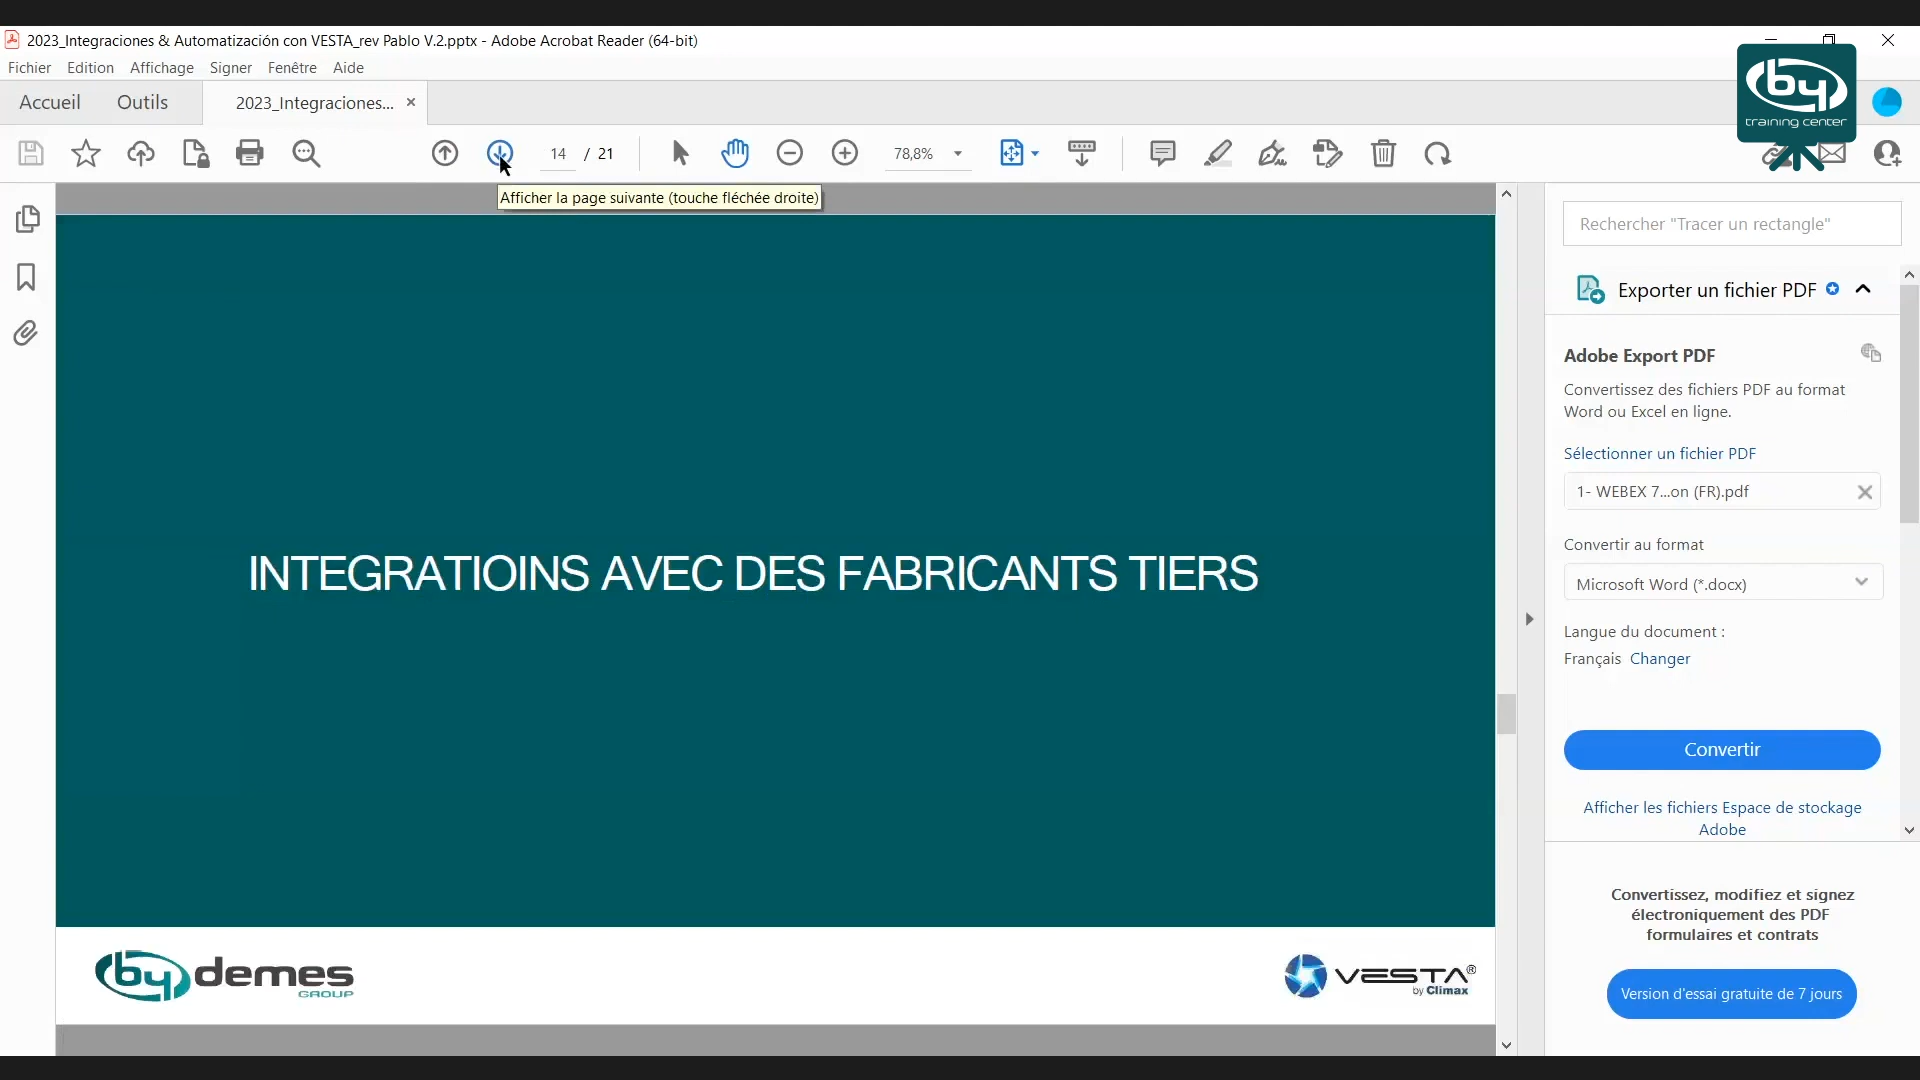 2023_Integraciones & Automatización con VESTA_rev Pablo V.2.pptx - Adobe Acrobat Reader (64-bit)
Fichier Edition Affichage Signer Fenêtre Aide
Accueil Outils 2023_Integraciones...
by
training center
14 / 21 78,8%
Afficher la page suivante (touche fléchée droite)
INTEGRATIOINS AVEC DES FABRICANTS TIERS
by demes
GROUP
VESTA®
by Climax
Rechercher "Tracer un rectangle"
Exporter un fichier PDF
Adobe Export PDF
Convertissez des fichiers PDF au format
Word ou Excel en ligne.
Sélectionner un fichier PDF
1- WEBEX 7...on (FR).pdf
Convertir au format
Microsoft Word (*.docx)
Langue du document :
Français Changer
Convertir
Afficher les fichiers Espace de stockage
Adobe
Convertissez, modifiez et signez
électroniquement des PDF
formulaires et contrats
Version d'essai gratuite de 7 jours